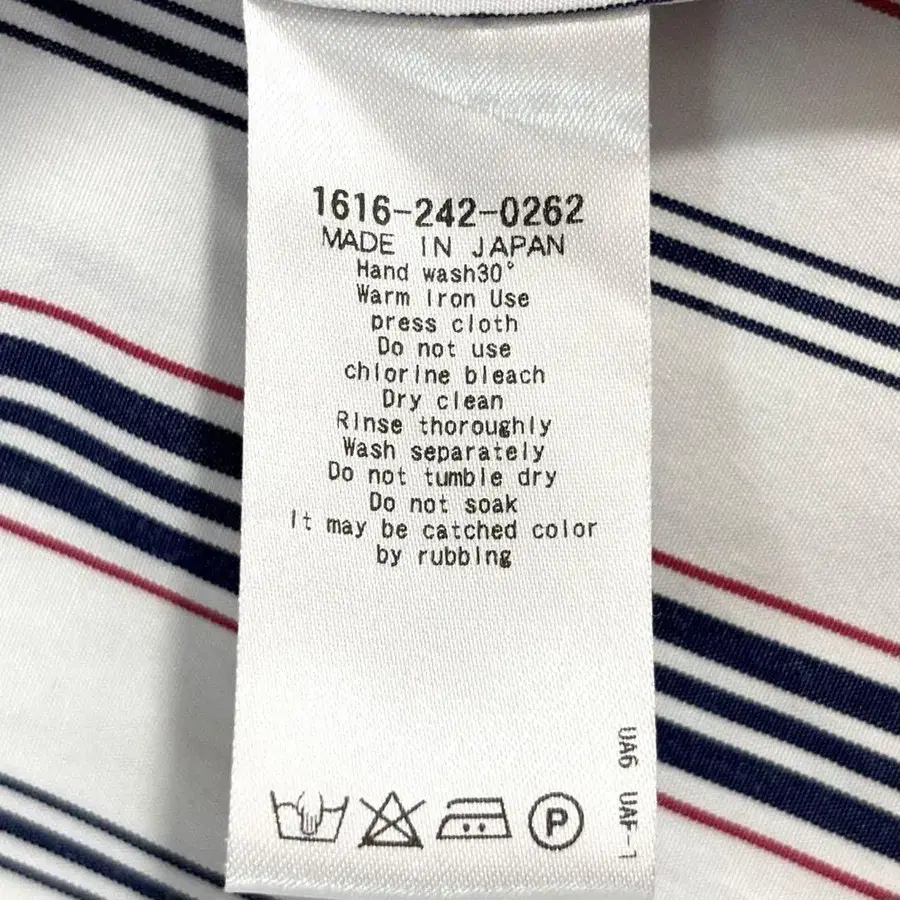 1616-242-0262
MADE IN JAPAN
Hand wash30°
Warm Iron Use
press cloth
Do not use
chlorine bleach
Dry clean
Rinse thoroughly
Wash separately
Do not tumble dry
Do not soak
It may be catched color
by rubbing
UA6 UAF-1
P